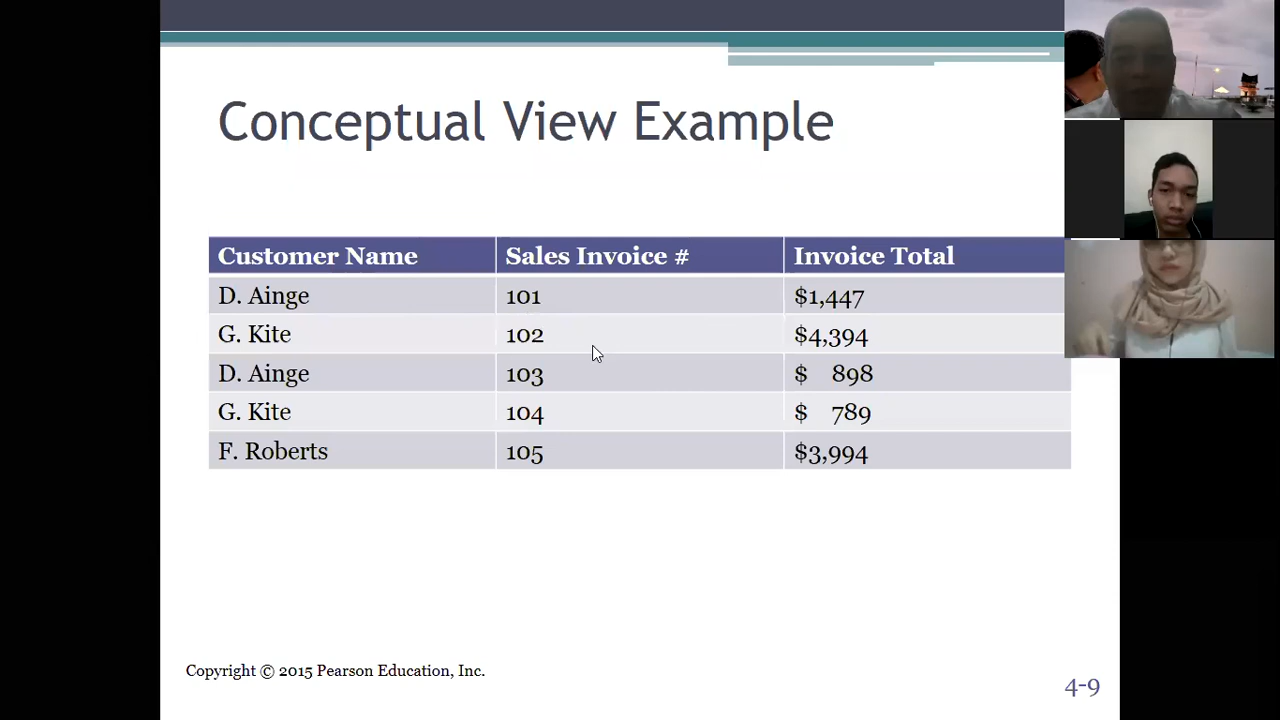 Conceptual View Example
Customer Name Sales Invoice # Invoice Total
D. Ainge 101 $1,447
G. Kite 102 $4,394
D. Ainge 103 $ 898
G. Kite 104 $ 789
F. Roberts 105 $3,994
Copyright © 2015 Pearson Education, Inc.
4-9